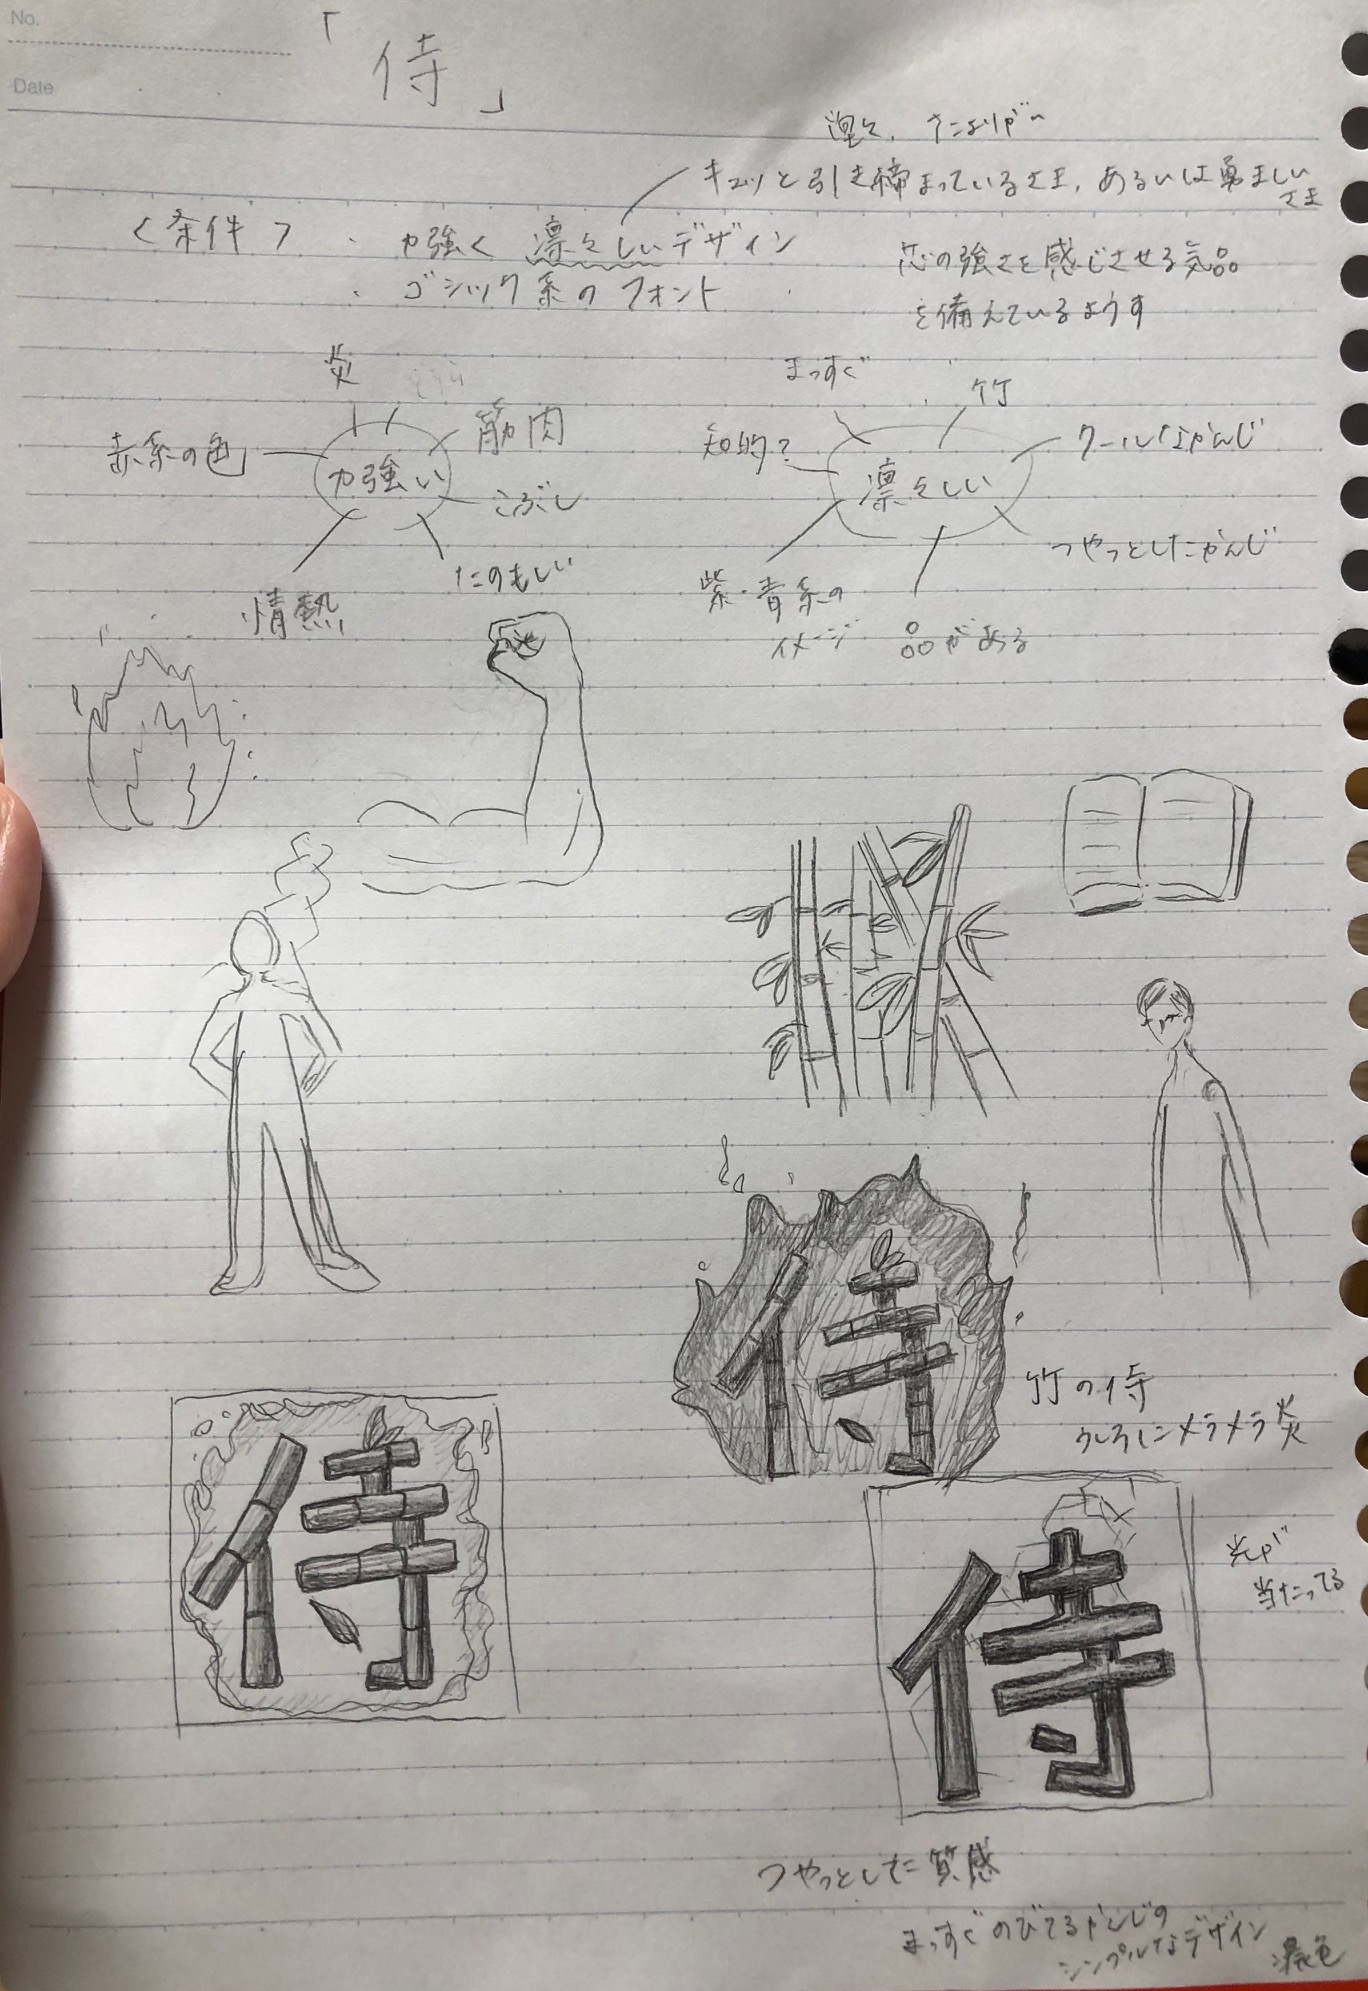 No.
Date
「侍」
キュッと引き締まっているさま、あるいは勇ましい
さま
<条件>
・力強く凛々しいデザイン
・ゴシック系のフォント
芯の強さを感じさせる気品
を備えているようす
炎
筋肉
赤系の色
力強い
こぶし
たのもしい
情熱
まっすぐ
竹
知的?
クールなかんじ
凛々しい
つやっとしたかんじ
紫・青系の
イメージ
品がある
侍
竹の侍
うしろにメラメラ炎
侍
侍
光が
当たってる
つやっとした質感
まっすぐのびてるかんじの
シンプルなデザイン
濃色